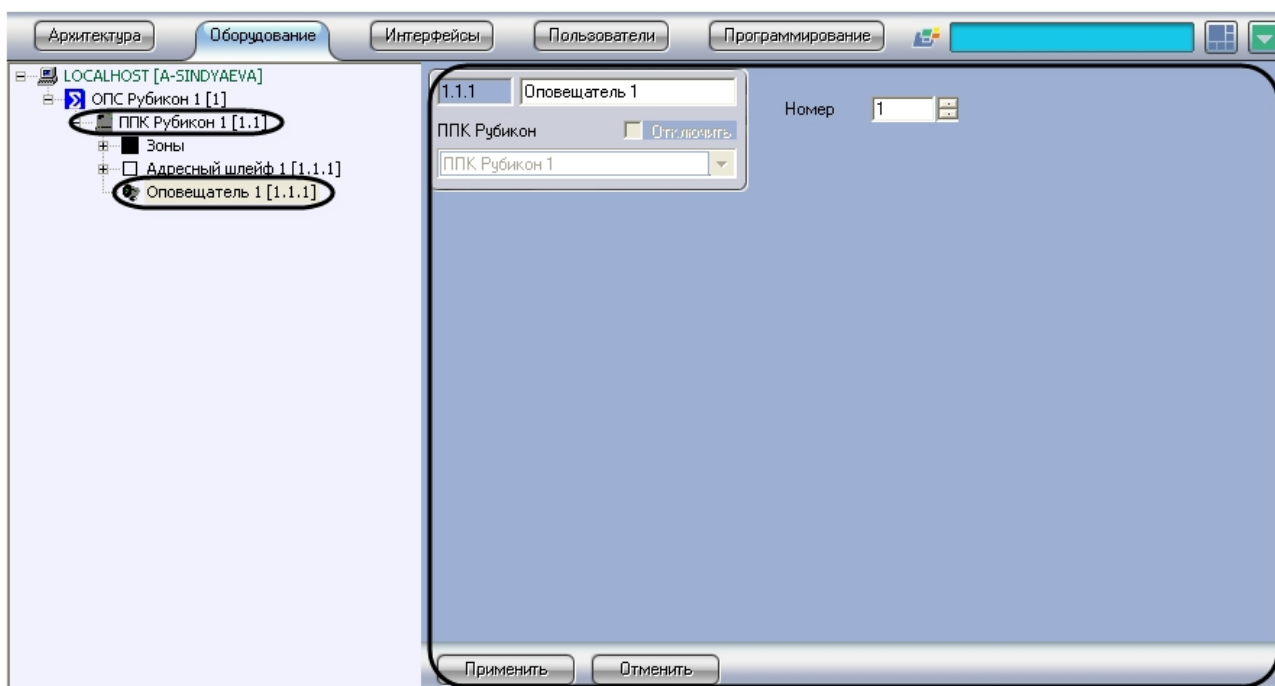 Архитектура Оборудование Интерфейсы Пользователи Программирование
LOCALHOST [A-SINDYAEVA]
ОПС Рубикон 1 [1]
ППК Рубикон 1 [1.1]
Зоны
Адресный шлейф 1 [1.1.1]
Оповещатель 1 [1.1.1]
1.1.1 Оповещатель 1
ППК Рубикон Отключить
ППК Рубикон 1
Номер 1
Применить Отменить